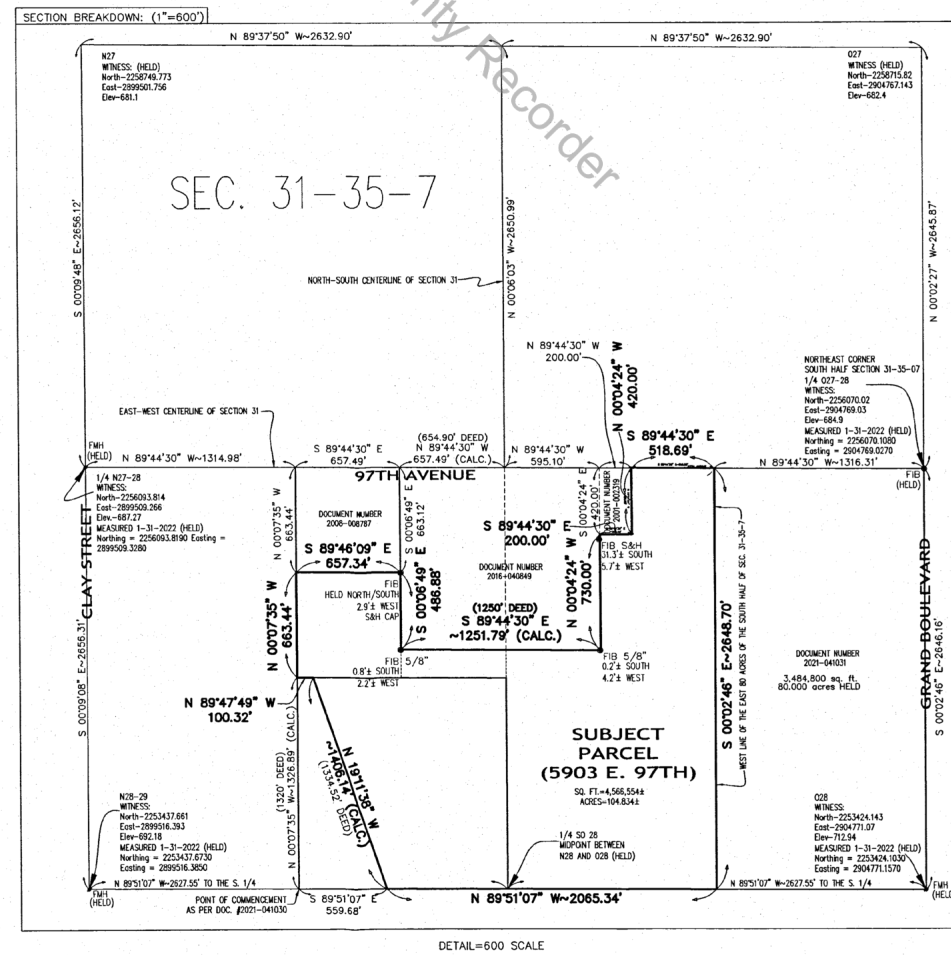 SECTION BREAKDOWN: (1"=600')
N 89°37'50" W~2632.90'
N 89°37'50" W~2632.90'
nty Recorder
N27
WITNESS: (HELD)
North-2258749.773
East-2899501.756
Elev-681.1
027
WITNESS (HELD)
North-2258715.82
East-2904767.143
Elev-682.4
SEC. 31-35-7
S 00°09'48" E~2656.12'
N 00°06'03" W~2650.99'
N 00°02'27" W~2645.87'
NORTH-SOUTH CENTERLINE OF SECTION 31
N 89°44'30" W
200.00'
N 00°04'24" W
420.00'
NORTHEAST CORNER
SOUTH HALF SECTION 31-35-07
1/4 027-28
WITNESS:
North-2256070.02
East-2904769.03
Elev-684.9
MEASURED 1-31-2022 (HELD)
Northing = 2256070.1080
Easting = 2904769.0270
EAST-WEST CENTERLINE OF SECTION 31
FMH
(HELD)
N 89°44'30" W~1314.98'
S 89°44'30" E
657.49'
(654.90' DEED)
N 89°44'30" W
657.49' (CALC.)
N 89°44'30" W
595.10'
S 89°44'30" E
518.69'
N 89°44'30" W~1316.31'
FIB
(HELD)
97TH AVENUE
1/4 N27-28
WITNESS:
North-2256093.814
East-2899509.266
Elev.-687.27
MEASURED 1-31-2022 (HELD)
Northing = 2256093.8190 Easting =
2899509.3280
CLAY STREET
S 00°09'08" E~2656.31'
N 00°07'35" W
663.44'
DOCUMENT NUMBER
2008-008787
S 00°06'49" E
663.12'
S 00°04'24" E
420.00'
DOCUMENT NUMBER
2001-002319
S 89°44'30" E
200.00'
FIB S&H
31.3'± SOUTH
5.7'± WEST
S 89°46'09" E
657.34'
FIB
HELD NORTH/SOUTH
2.9'± WEST
S&H CAP
S 00°06'49" E
486.88'
DOCUMENT NUMBER
2016-040849
N 00°04'24" W
730.00'
(1250' DEED)
S 89°44'30" E
~1251.79' (CALC.)
N 00°07'35" W
663.44'
FIB 5/8"
0.8'± SOUTH
2.2'± WEST
FIB 5/8"
0.2'± SOUTH
4.2'± WEST
S 00°02'46" E~2648.70'
WEST LINE OF THE EAST 80 ACRES OF THE SOUTH HALF OF SEC. 31-35-7
DOCUMENT NUMBER
2021-041031
3,484,800 sq. ft.
80.000 acres HELD
GRAND BOULEVARD
S 00°02'46" W~2646.16'
N 89°47'49" W
100.32'
SUBJECT
PARCEL
(5903 E. 97TH)
SQ. FT.=4,566,554±
ACRES=104.834±
(1320' DEED)
N 00°07'35" W~1326.89' (CALC.)
N 19°11'38" W
~1406.14' (CALC.)
(1334.52' DEED)
N28-29
WITNESS:
North-2253437.661
East-2899516.393
Elev-692.18
MEASURED 1-31-2022 (HELD)
Northing = 2253437.6730
Easting = 2899516.3850
1/4 SO 28
MIDPOINT BETWEEN
N28 AND 028 (HELD)
028
WITNESS:
North-2253424.143
East-2904771.07
Elev-712.94
MEASURED 1-31-2022 (HELD)
Northing = 2253424.1030
Easting = 2904771.1570
FMH
(HELD)
N 89°51'07" W~2627.55' TO THE S. 1/4
POINT OF COMMENCEMENT
AS PER DOC. #2021-041030
S 89°51'07" E
559.68'
N 89°51'07" W~2065.34'
N 89°51'07" W~2627.55' TO THE S. 1/4
FMH
(HELD)
DETAIL=600 SCALE